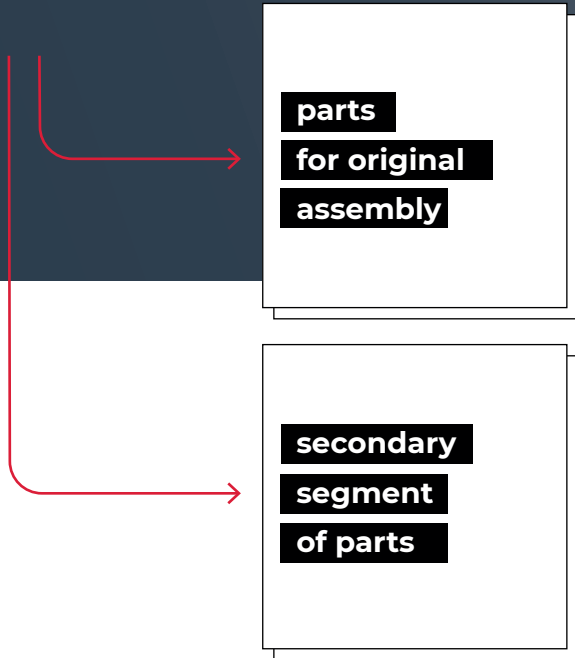 parts
for original
assembly
secondary
segment
of parts